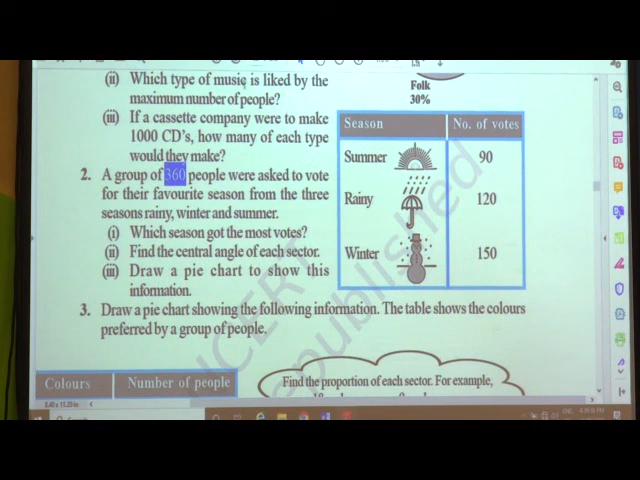 (ii) Which type of music is liked by the
maximum number of people?
(iii) If a cassette company were to make
1000 CD's, how many of each type
would they make?
Folk
30%
2. A group of 360 people were asked to vote
for their favourite season from the three
seasons rainy, winter and summer.
(i) Which season got the most votes?
(ii) Find the central angle of each sector.
(iii) Draw a pie chart to show this
information.
Season No. of votes
Summer 90
Rainy 120
Winter 150
3. Draw a pie chart showing the following information. The table shows the colours
preferred by a group of people.
Colours Number of people
Find the proportion of each sector. For example,
NCERT
republished